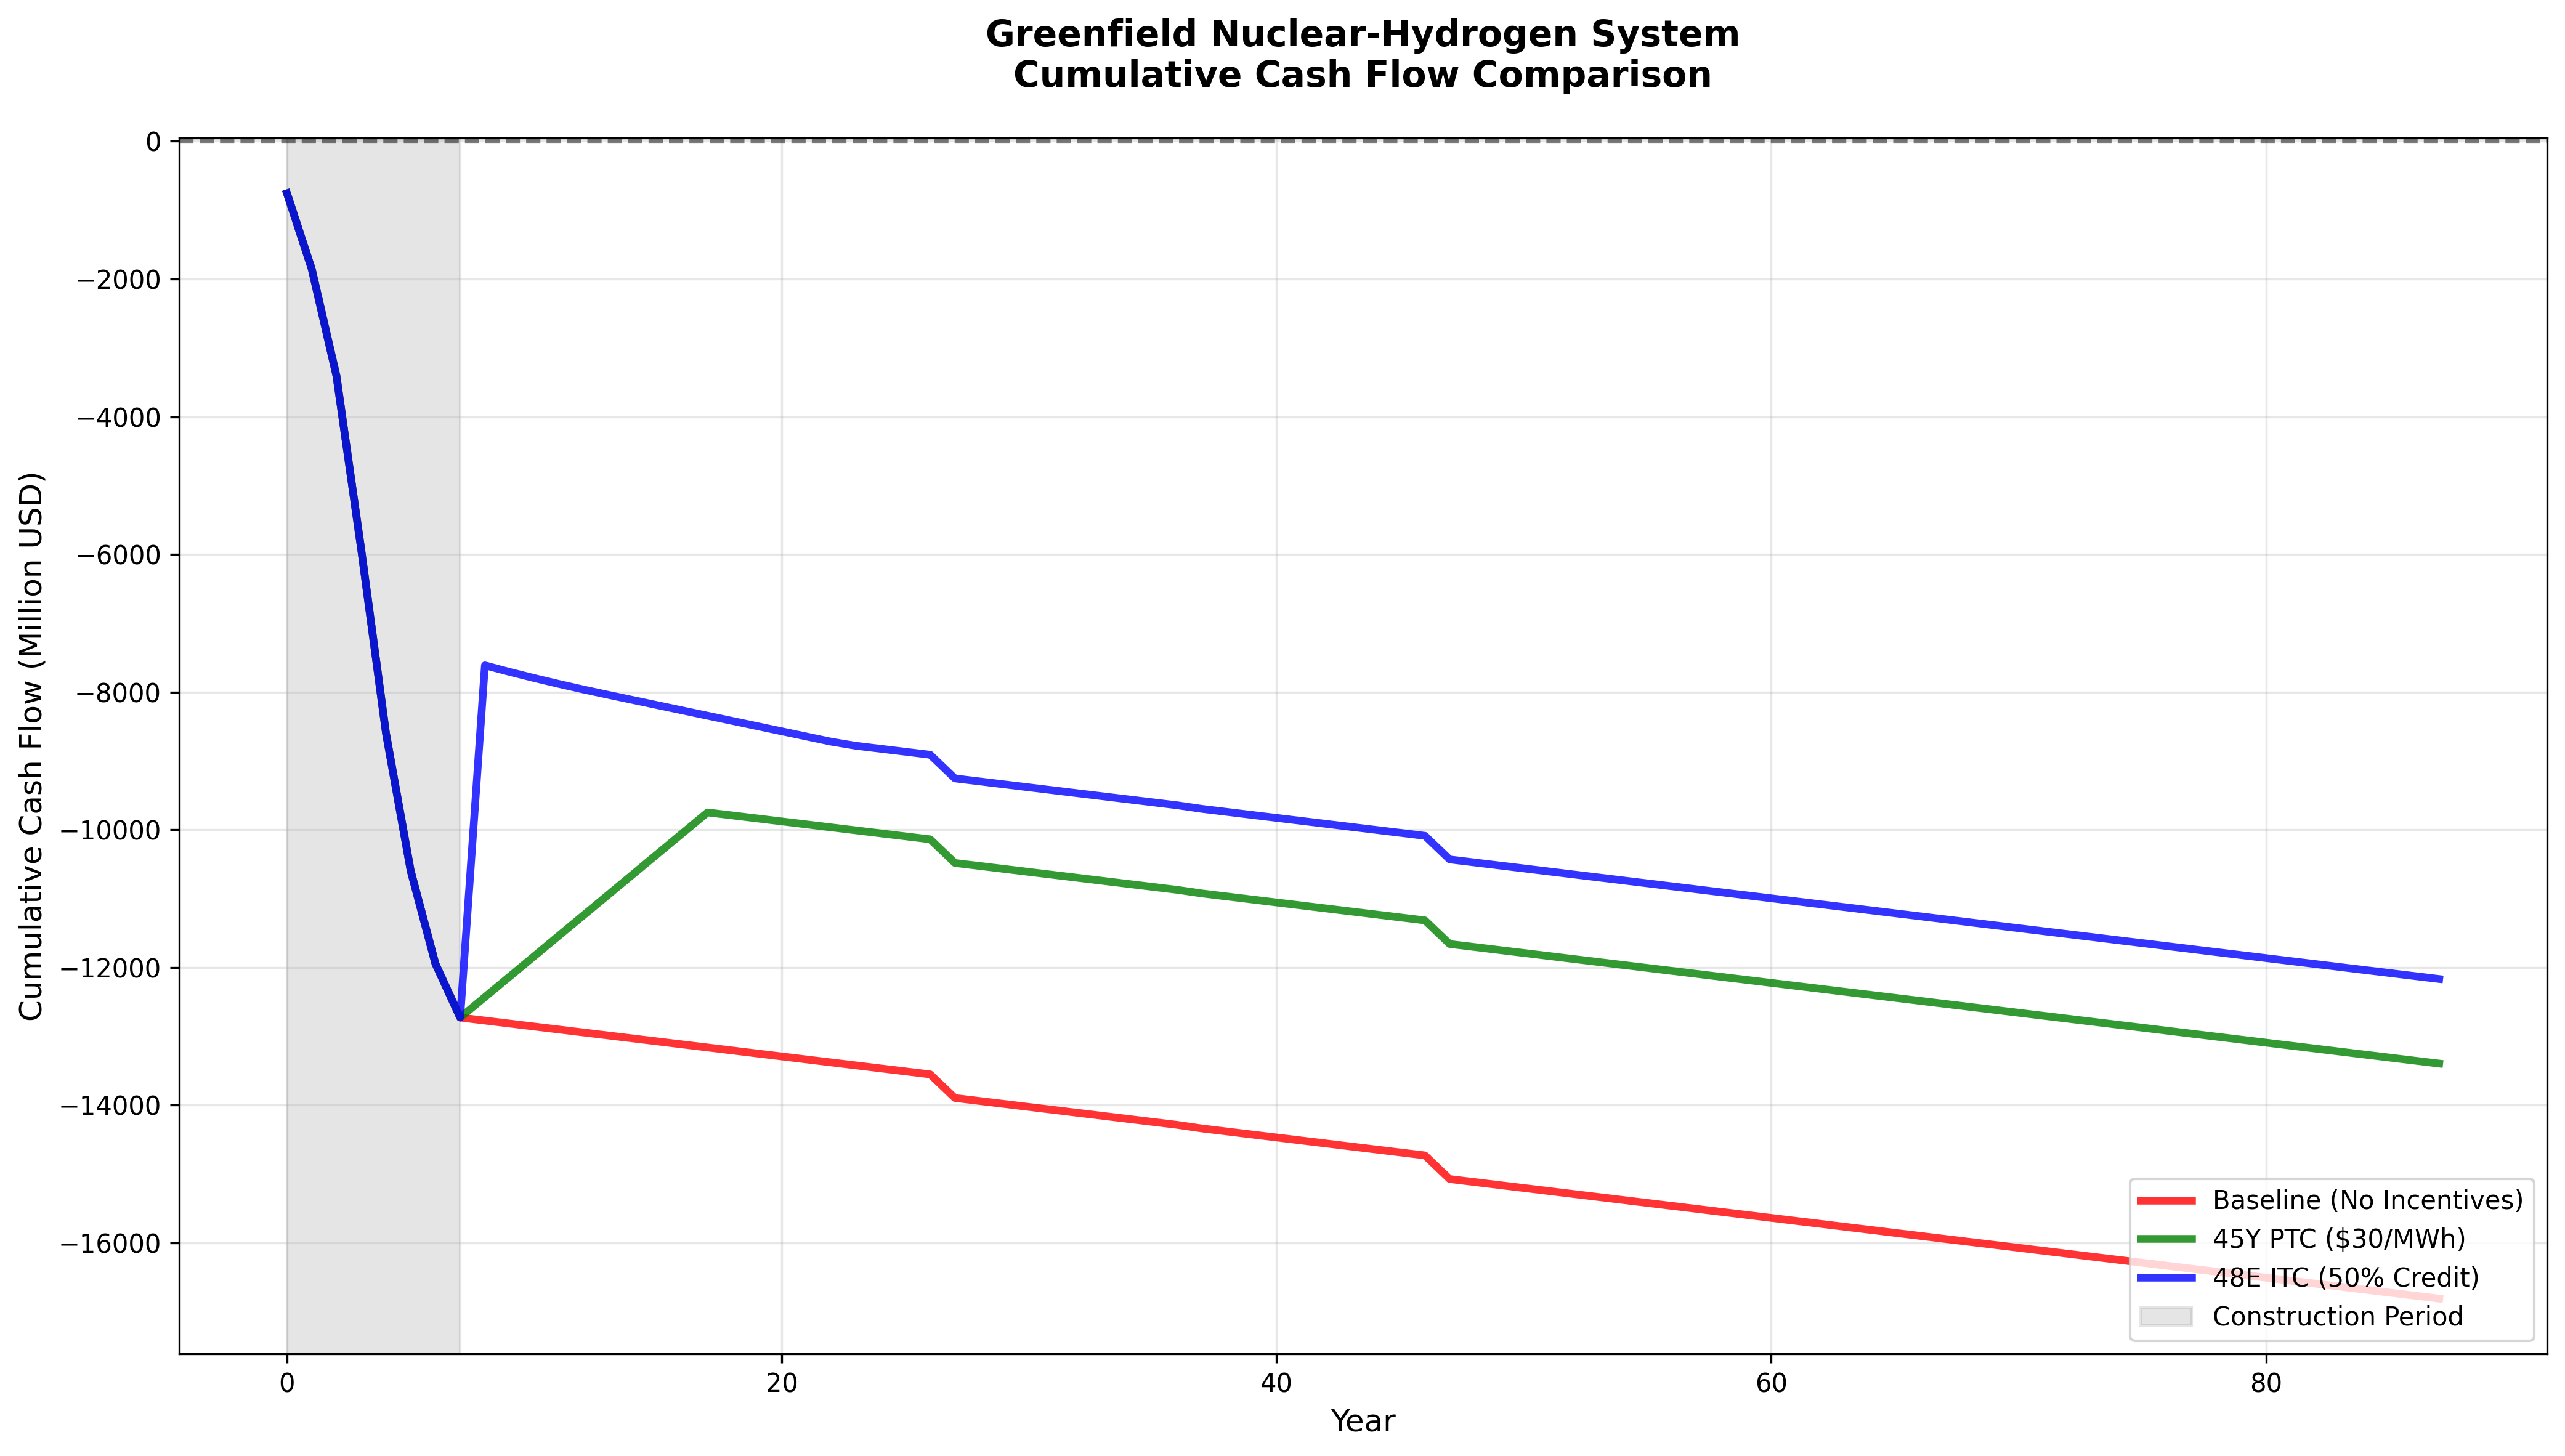 Greenfield Nuclear-Hydrogen System
Cumulative Cash Flow Comparison
Cumulative Cash Flow (Million USD)
0
−2000
−4000
−6000
−8000
−10000
−12000
−14000
−16000
Baseline (No Incentives)
45Y PTC ($30/MWh)
48E ITC (50% Credit)
Construction Period
0 20 40 60 80
Year